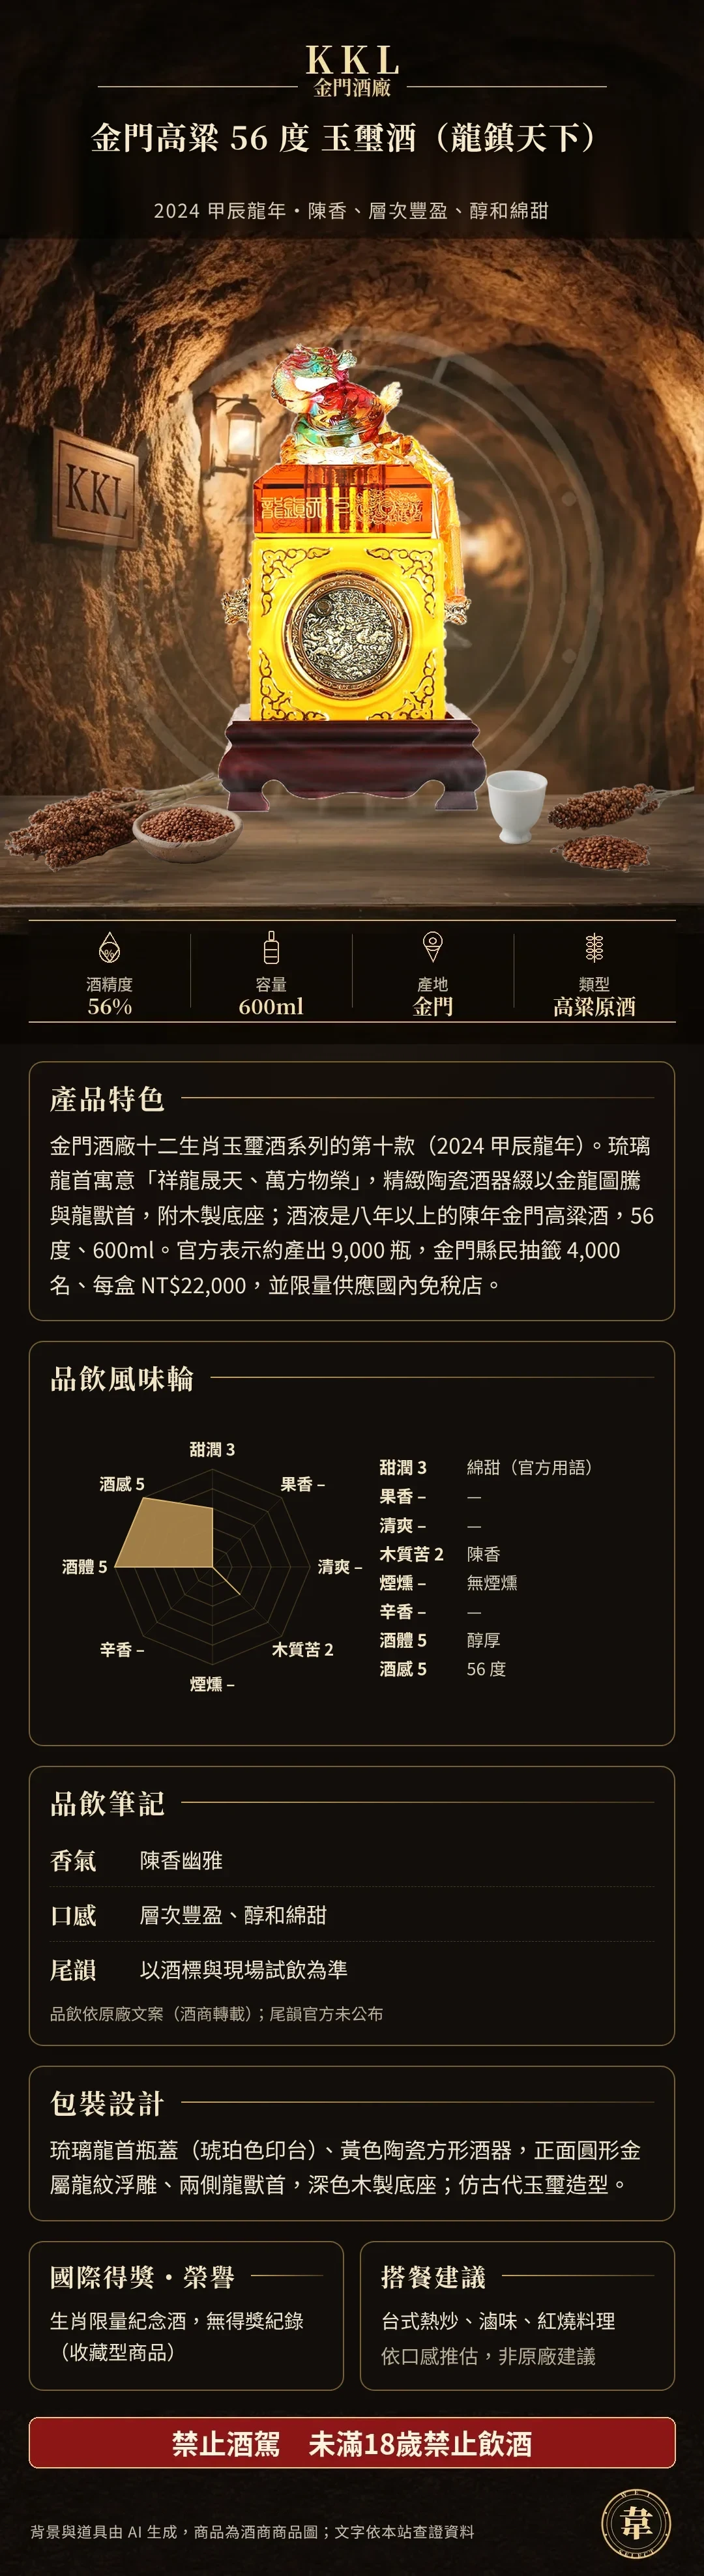 KKL
金門酒廠
金門高粱 56 度 玉璽酒（龍鎮天下）
2024 甲辰龍年・陳香、層次豐盈、醇和綿甜
KKL
酒精度
56%
容量
600ml
產地
金門
類型
高粱原酒
產品特色
金門酒廠十二生肖玉璽酒系列的第十款（2024 甲辰龍年）。琉璃
龍首寓意「祥龍晟天、萬方物榮」，精緻陶瓷酒器綴以金龍圖騰
與龍獸首，附木製底座；酒液是八年以上的陳年金門高粱酒，56
度、600ml。官方表示約產出 9,000 瓶，金門縣民抽籤 4,000
名、每盒 NT$22,000，並限量供應國內免稅店。
品飲風味輪
甜潤 3
果香 –
清爽 –
木質苦 2
煙燻 –
辛香 –
酒體 5
酒感 5
甜潤 3 綿甜（官方用語）
果香 – —
清爽 – —
木質苦 2 陳香
煙燻 – 無煙燻
辛香 – —
酒體 5 醇厚
酒感 5 56 度
品飲筆記
香氣 陳香幽雅
口感 層次豐盈、醇和綿甜
尾韻 以酒標與現場試飲為準
品飲依原廠文案（酒商轉載）；尾韻官方未公布
包裝設計
琉璃龍首瓶蓋（琥珀色印台）、黃色陶瓷方形酒器，正面圓形金
屬龍紋浮雕、兩側龍獸首，深色木製底座；仿古代玉璽造型。
國際得獎・榮譽
生肖限量紀念酒，無得獎紀錄
（收藏型商品）
搭餐建議
台式熱炒、滷味、紅燒料理
依口感推估，非原廠建議
禁止酒駕 未滿18歲禁止飲酒
背景與道具由 AI 生成，商品為酒商商品圖；文字依本站查證資料
韋